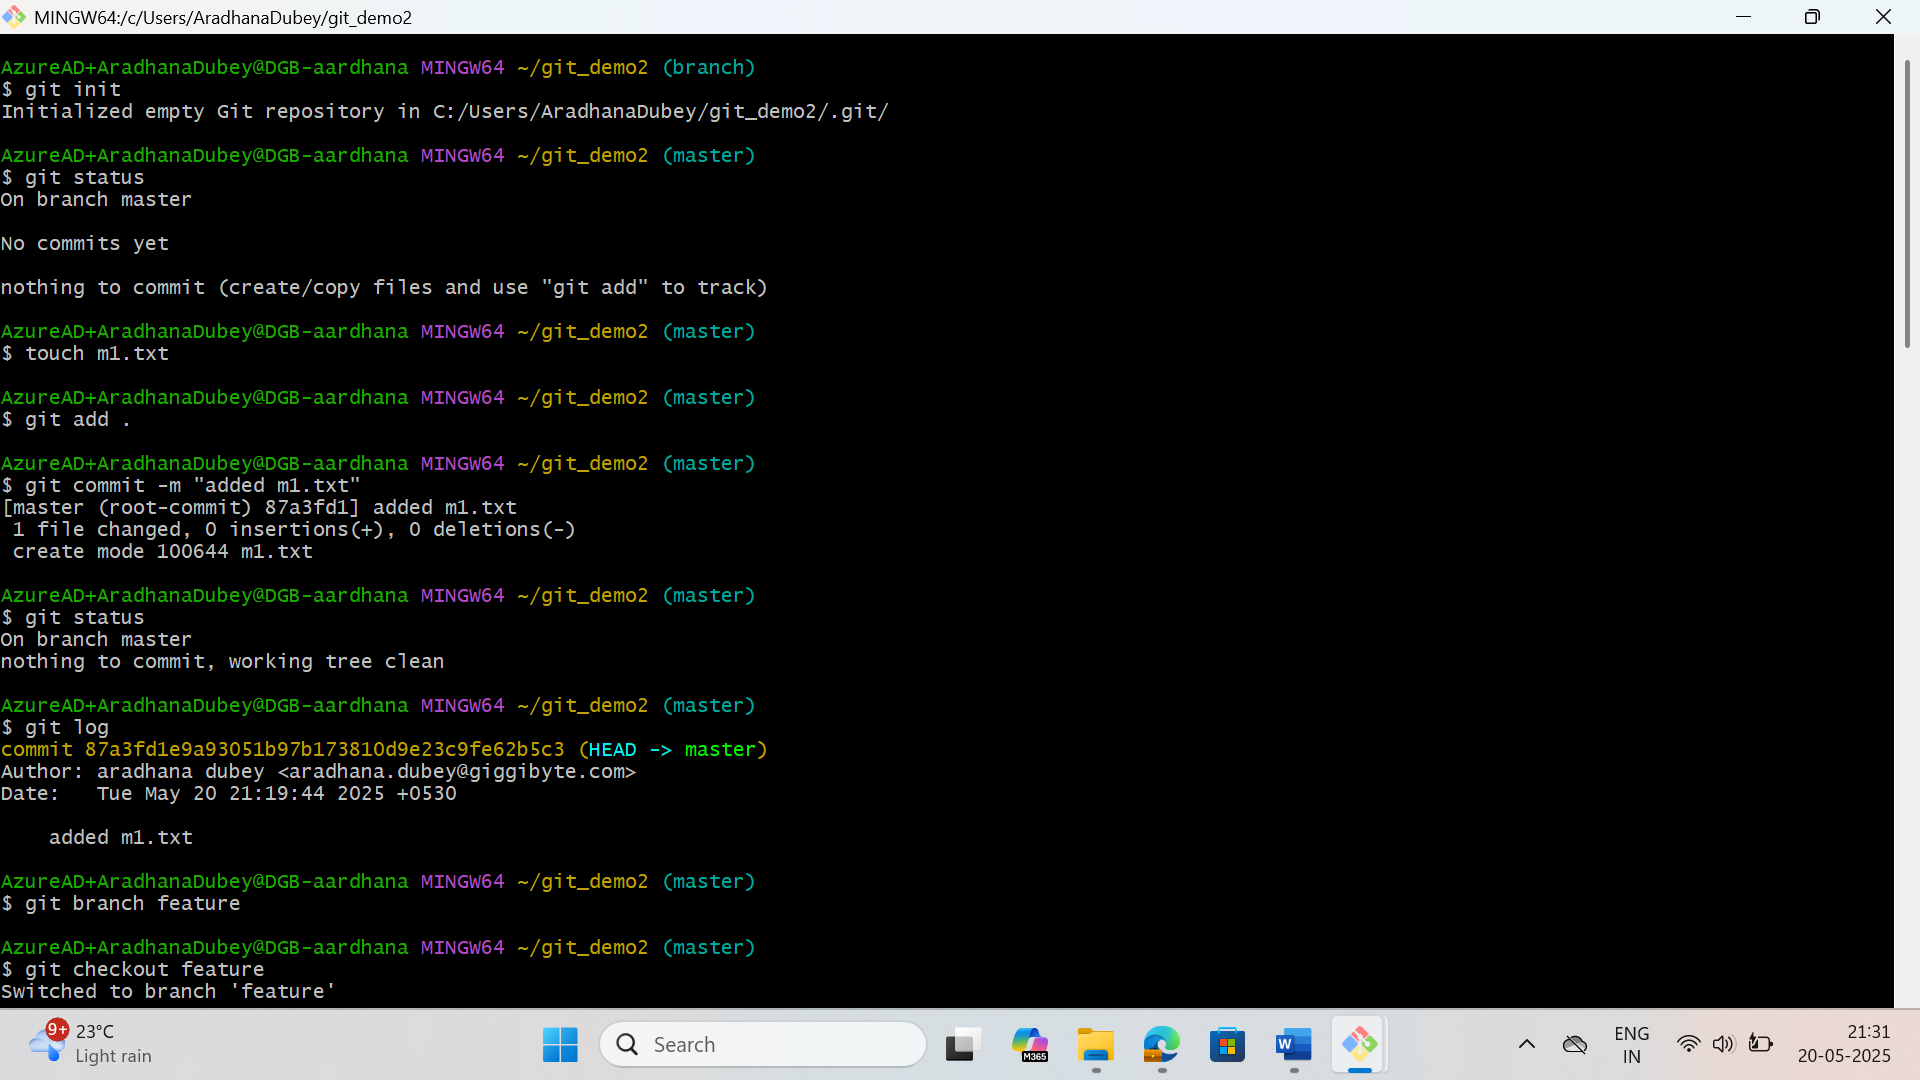 MINGW64:/c/Users/AradhanaDubey/git_demo2
AzureAD+AradhanaDubey@DGB-aardhana MINGW64 ~/git_demo2 (branch)
$ git init
Initialized empty Git repository in C:/Users/AradhanaDubey/git_demo2/.git/
AzureAD+AradhanaDubey@DGB-aardhana MINGW64 ~/git_demo2 (master)
$ git status
On branch master
No commits yet
nothing to commit (create/copy files and use "git add" to track)
AzureAD+AradhanaDubey@DGB-aardhana MINGW64 ~/git_demo2 (master)
$ touch m1.txt
AzureAD+AradhanaDubey@DGB-aardhana MINGW64 ~/git_demo2 (master)
$ git add .
AzureAD+AradhanaDubey@DGB-aardhana MINGW64 ~/git_demo2 (master)
$ git commit -m "added m1.txt"
[master (root-commit) 87a3fd1] added m1.txt
1 file changed, 0 insertions(+), 0 deletions(-)
create mode 100644 m1.txt
AzureAD+AradhanaDubey@DGB-aardhana MINGW64 ~/git_demo2 (master)
$ git status
On branch master
nothing to commit, working tree clean
AzureAD+AradhanaDubey@DGB-aardhana MINGW64 ~/git_demo2 (master)
$ git log
commit 87a3fd1e9a93051b97b173810d9e23c9fe62b5c3 (HEAD -> master)
Author: aradhana dubey <aradhana.dubey@giggibyte.com>
Date:   Tue May 20 21:19:44 2025 +0530
added m1.txt
AzureAD+AradhanaDubey@DGB-aardhana MINGW64 ~/git_demo2 (master)
$ git branch feature
AzureAD+AradhanaDubey@DGB-aardhana MINGW64 ~/git_demo2 (master)
$ git checkout feature
Switched to branch 'feature'
9+
23°C
Light rain
Search
M365
W
ENG
IN
21:31
20-05-2025